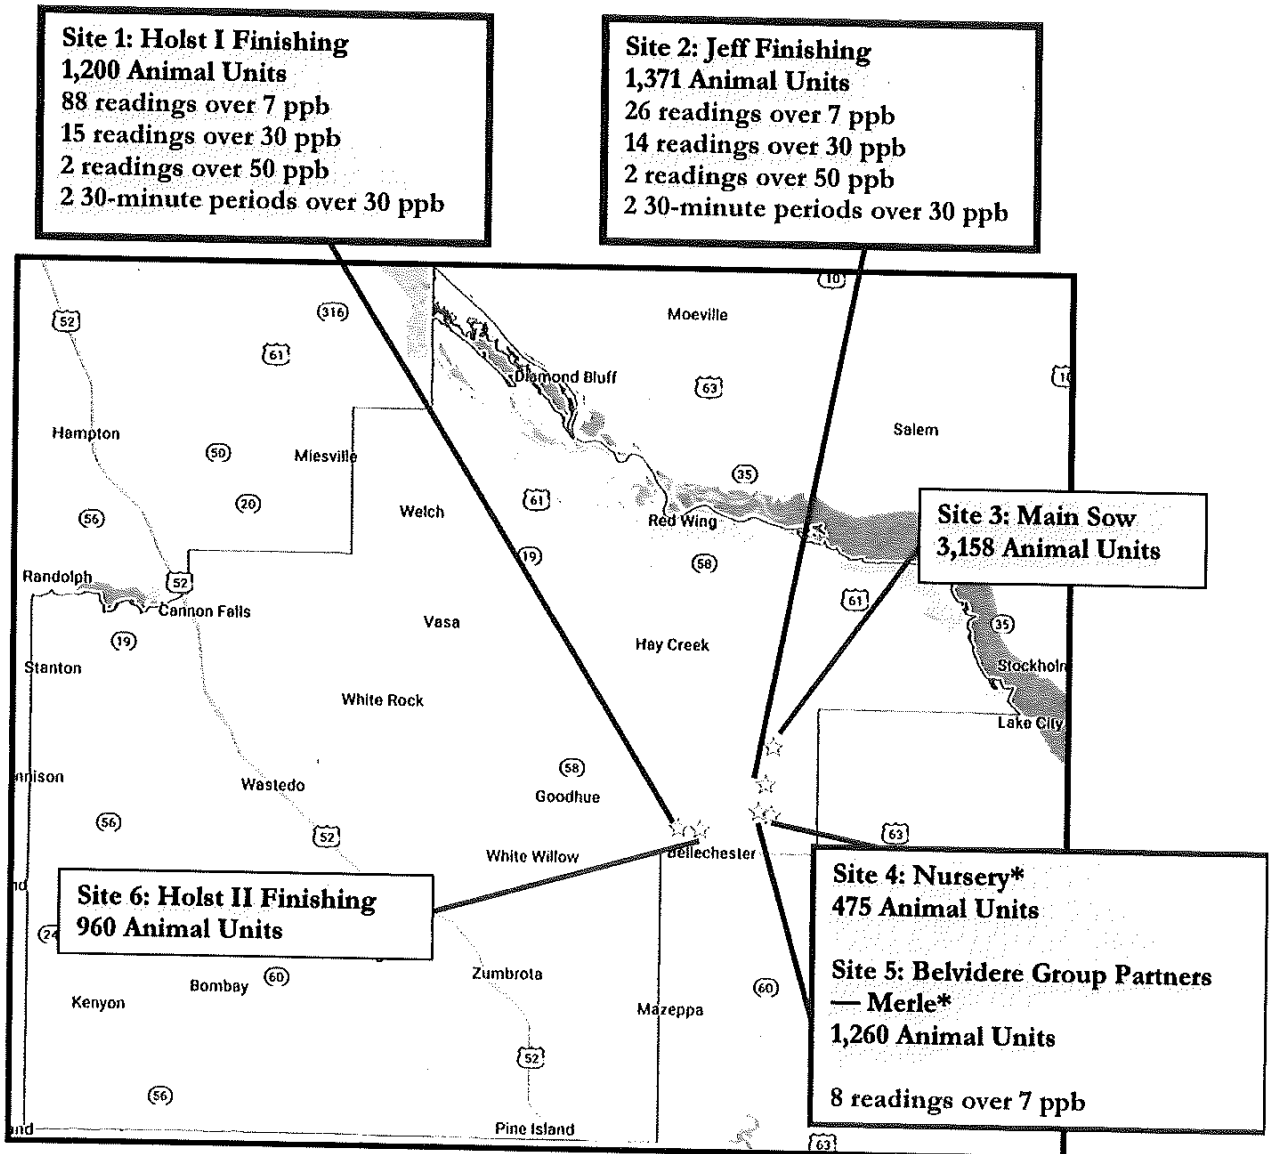 Site 1: Holst I Finishing
1,200 Animal Units
88 readings over 7 ppb
15 readings over 30 ppb
2 readings over 50 ppb
2 30-minute periods over 30 ppb
Site 2: Jeff Finishing
1,371 Animal Units
26 readings over 7 ppb
14 readings over 30 ppb
2 readings over 50 ppb
2 30-minute periods over 30 ppb
10
316
52
Moeville
61
Diamond Bluff
63
10
Hampton
Salem
50
Miesville
35
20
61
Welch
56
Red Wing
Site 3: Main Sow
3,158 Animal Units
19
58
Randolph
52
Cannon Falls
61
Vasa
35
19
Hay Creek
Stanton
Stockholm
White Rock
Lake City
nnison
58
Wastedo
Goodhue
56
52
63
White Willow
Bellechester
Site 4: Nursery*
475 Animal Units
Site 5: Belvidere Group Partners
— Merle*
1,260 Animal Units
8 readings over 7 ppb
Site 6: Holst II Finishing
960 Animal Units
nd
24
Bombay
60
Zumbrota
60
Kenyon
Mazeppa
52
56
nd
Pine Island
63